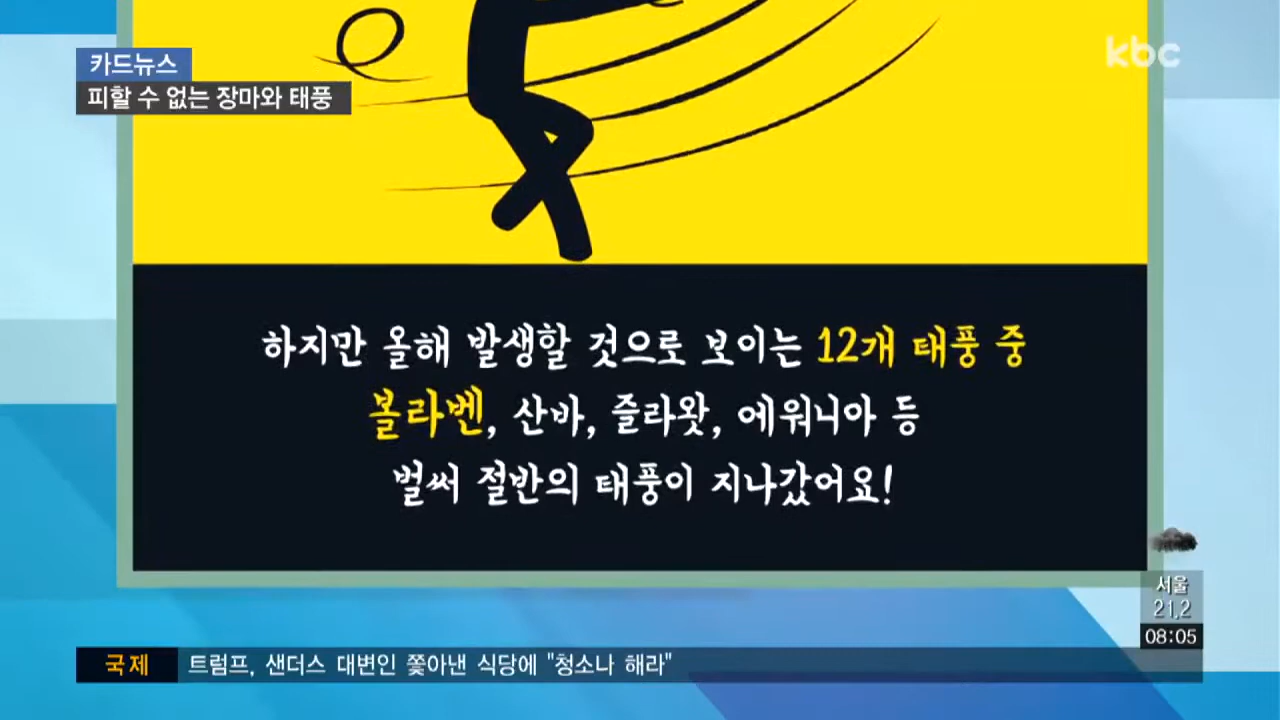 카드뉴스
kbc
피할 수 없는 장마와 태풍
하지만 올해 발생할 것으로 보이는 12개 태풍 중
볼라벤, 산바, 즐라왓, 에위니아 등
벌써 절반의 태풍이 지나갔어요!
서울
21.2
08:05
국제 트럼프, 샌더스 대변인 쫓아낸 식당에 "청소나 해라"